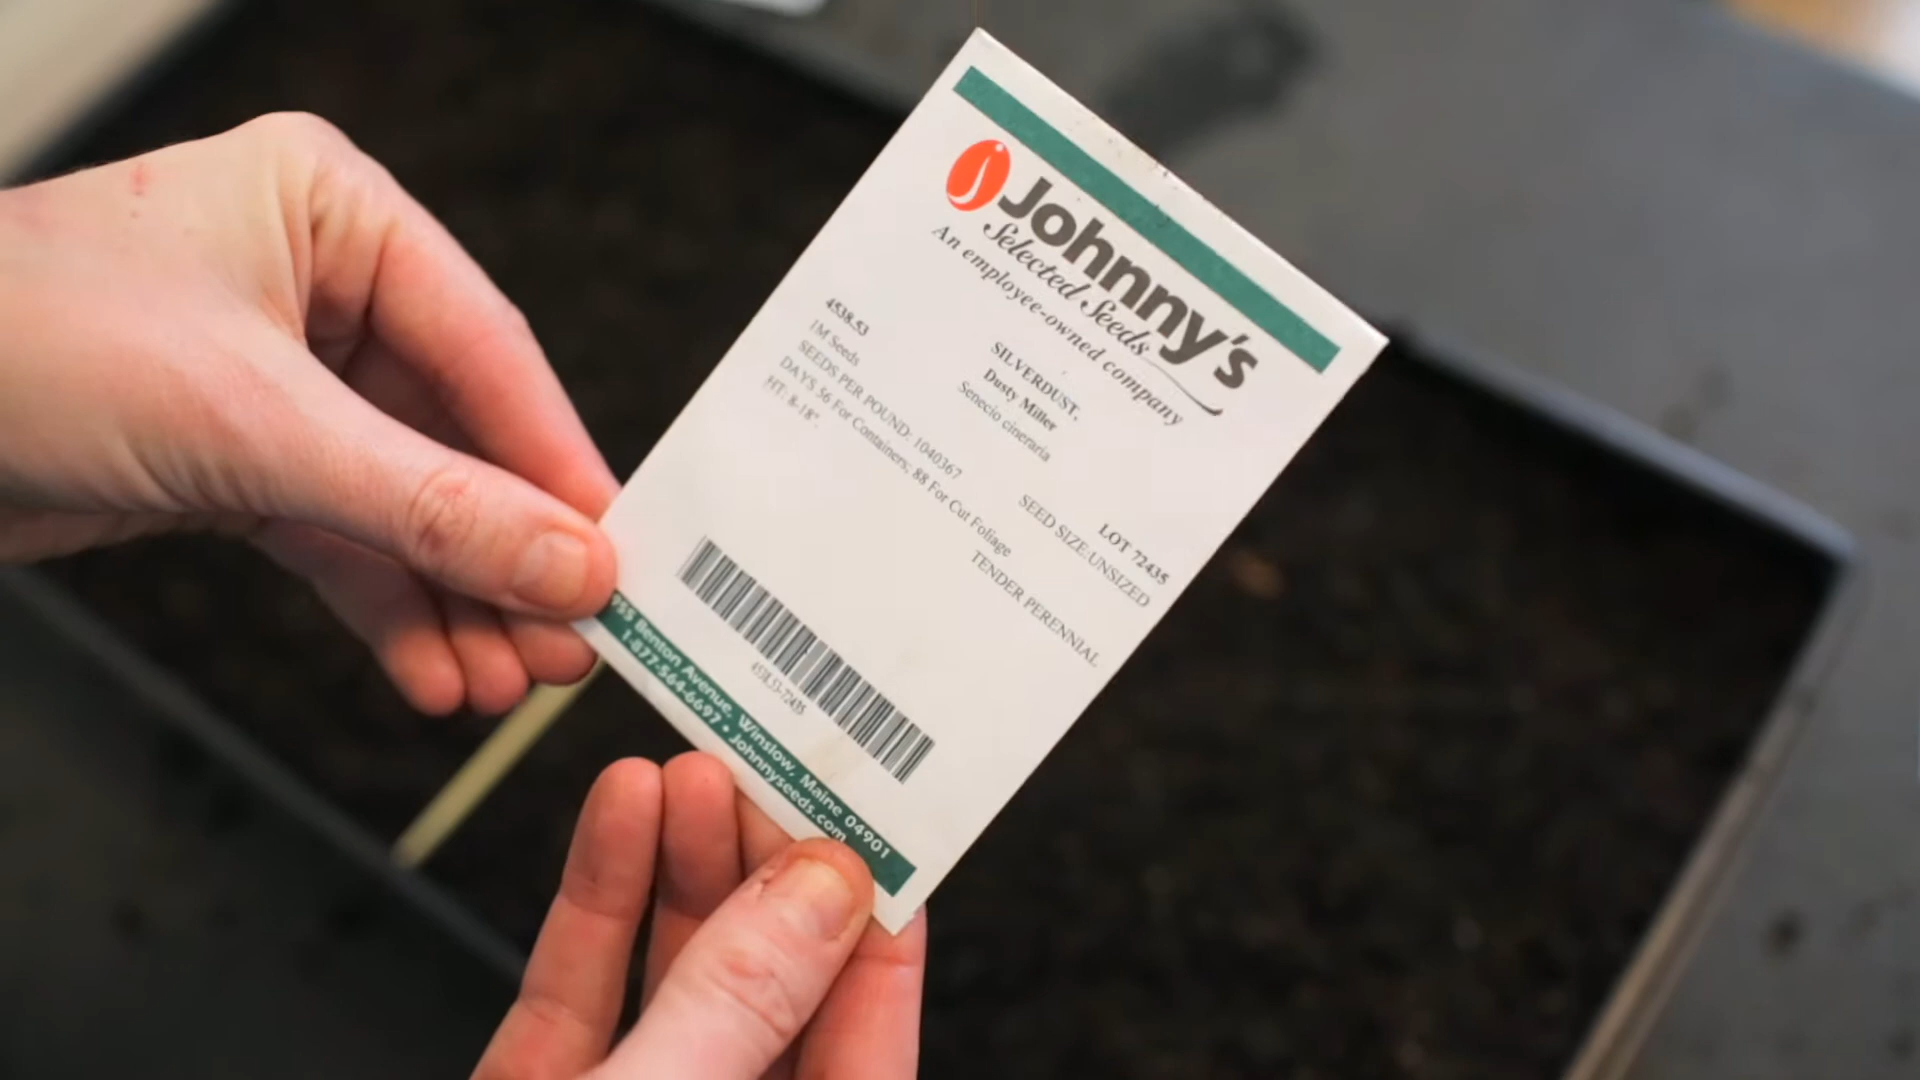 Johnny's
Selected Seeds
An employee-owned company
4538.53
SILVERDUST,
Dusty Miller
Senecio cineraria
1M Seeds
LOT 72435
SEEDS PER POUND: 1040367
SEED SIZE:UNSIZED
DAYS 56 For Containers; 88 For Cut Foliage
HT: 8-18".
TENDER PERENNIAL
4538.53-72435
955 Benton Avenue, Winslow, Maine 04901
1-877-564-6697 • Johnnyseeds.com